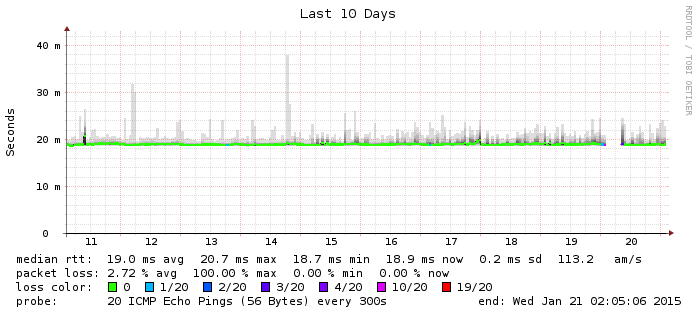 Last 10 Days
RRDTOOL / TOBI OETIKER
Seconds
40 m
30 m
20 m
10 m
0
11 12 13 14 15 16 17 18 19 20
median rtt: 19.0 ms avg 20.7 ms max 18.7 ms min 18.9 ms now 0.2 ms sd 113.2 am/s
packet loss: 2.72 % avg 100.00 % max 0.00 % min 0.00 % now
loss color: 0 1/20 2/20 3/20 4/20 10/20 19/20
probe: 20 ICMP Echo Pings (56 Bytes) every 300s end: Wed Jan 21 02:05:06 2015